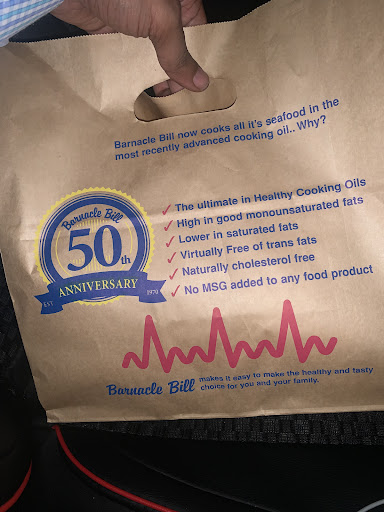 Barnacle Bill now cooks all it's seafood in the
most recently advanced cooking oil.. Why?
Barnacle Bill
50th
ANNIVERSARY
EST 1970
✓ The ultimate in Healthy Cooking Oils
✓ High in good monounsaturated fats
✓ Lower in saturated fats
✓ Virtually Free of trans fats
✓ Naturally cholesterol free
✓ No MSG added to any food product
Barnacle Bill makes it easy to make the healthy and tasty
choice for you and your family.